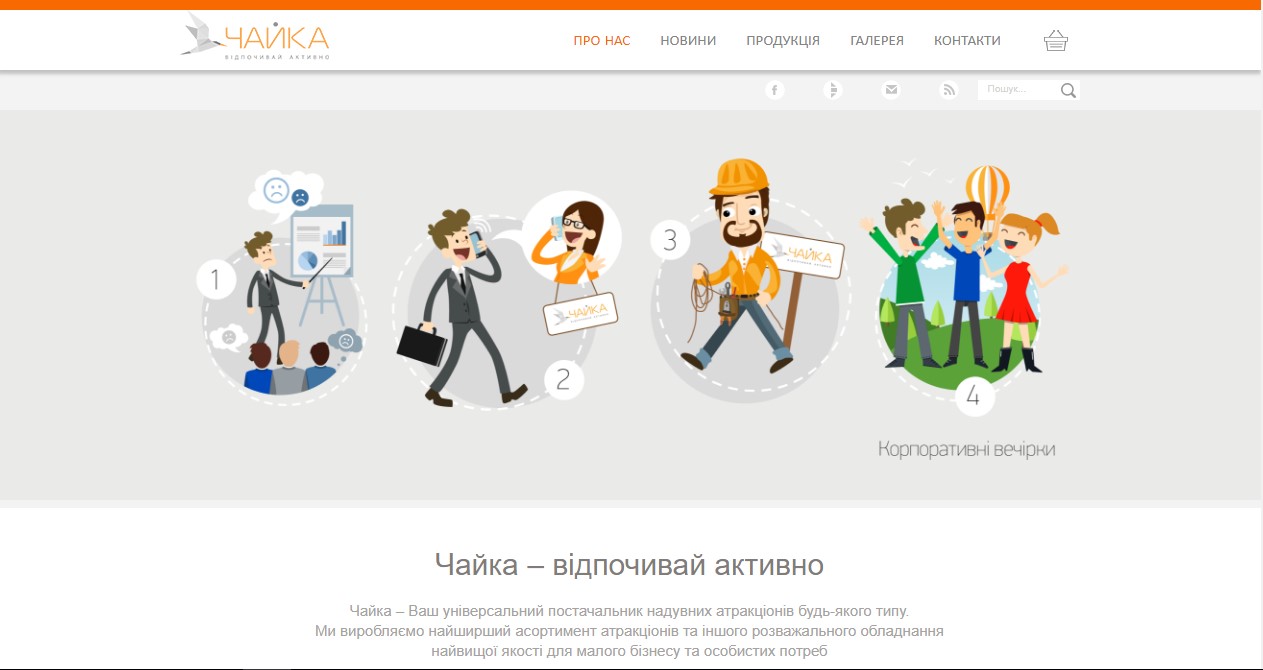 ЧАЙКА
ВІДПОЧИВАЙ АКТИВНО
ПРО НАС
НОВИНИ
ПРОДУКЦІЯ
ГАЛЕРЕЯ
КОНТАКТИ
Пошук...
1
2
ЧАЙКА
3
ЧАЙКА
4
Корпоративні вечірки
Чайка – відпочивай активно
Чайка – Ваш універсальний постачальник надувних атракціонів будь-якого типу.
Ми виробляємо найширший асортимент атракціонів та іншого розважального обладнання
найвищої якості для малого бізнесу та особистих потреб